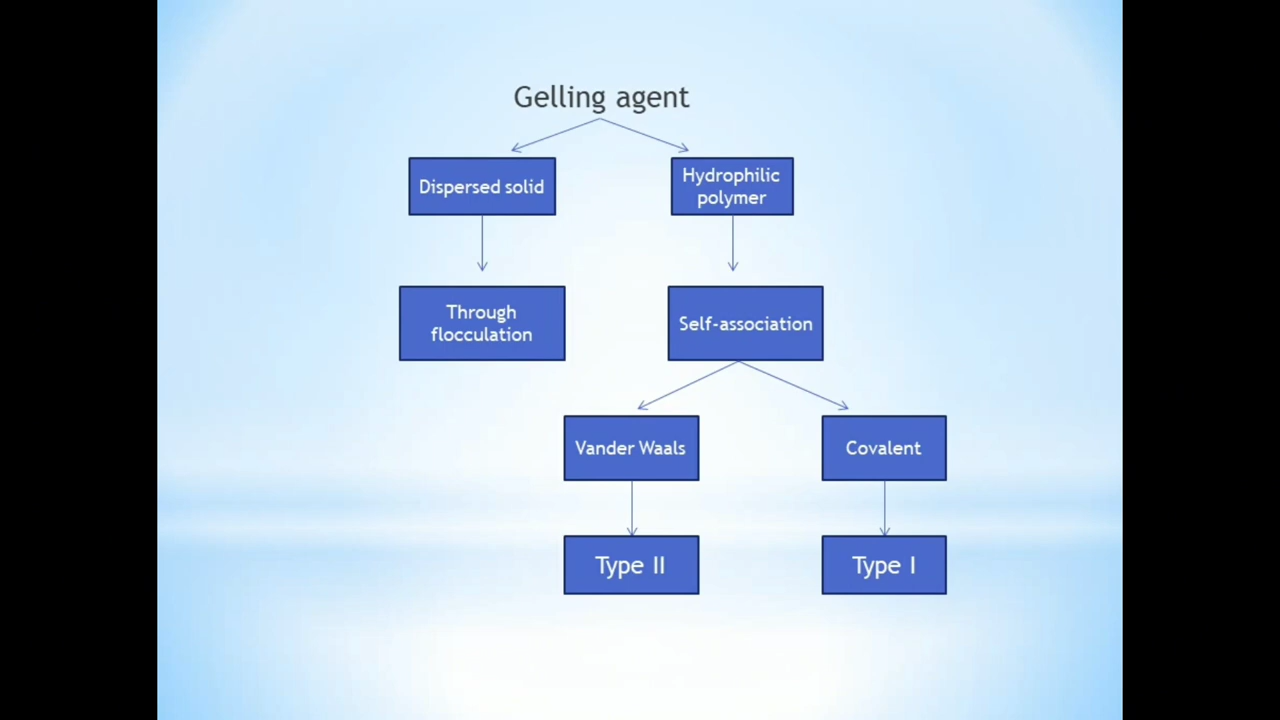 Gelling agent
Dispersed solid
Hydrophilic
polymer
Through
flocculation
Self-association
Vander Waals
Covalent
Type II
Type I